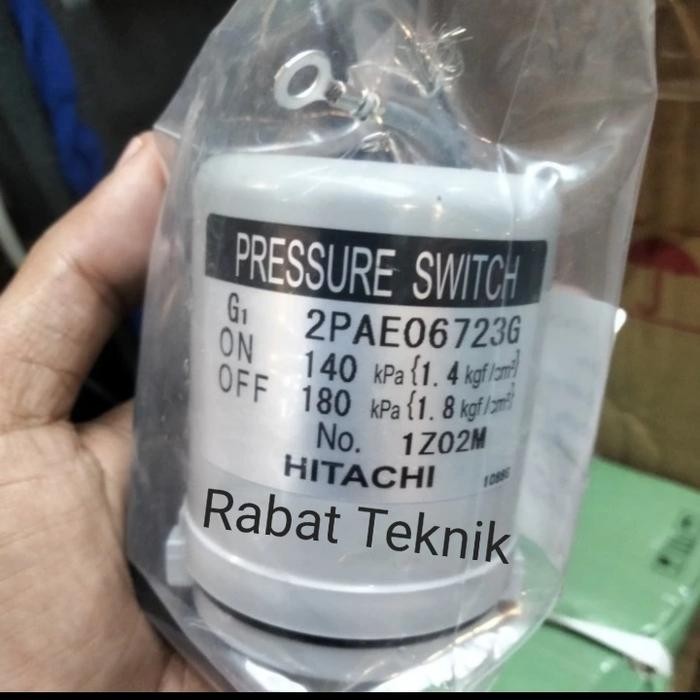 PRESSURE SWITCH
G1 2PAE06723G
ON 140 kPa {1.4 kgf/cm²}
OFF 180 kPa {1.8 kgf/cm²}
No. 1Z02M
HITACHI
Rabat Teknik